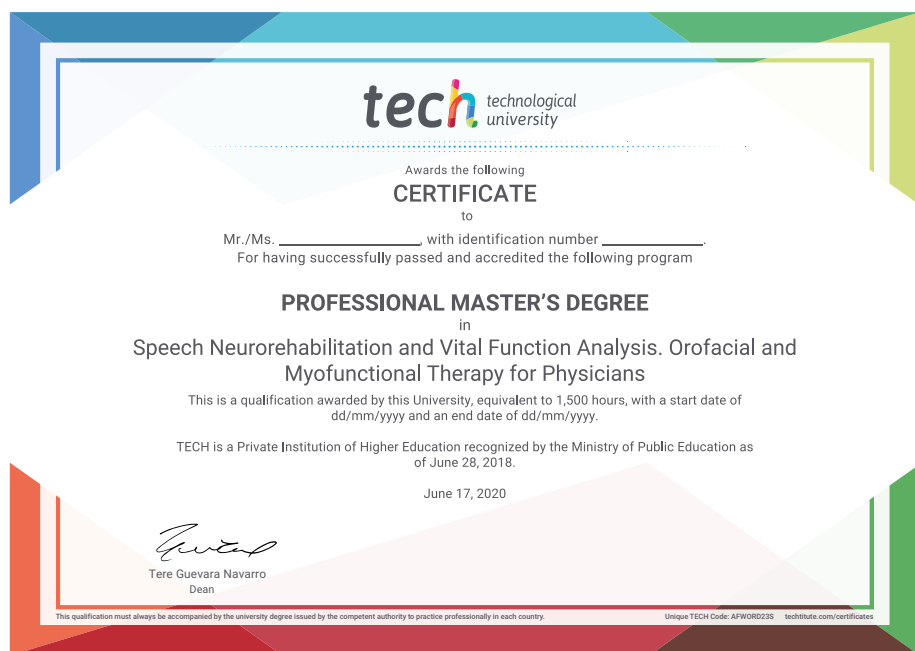 tech technological
university
Awards the following
CERTIFICATE
to
Mr./Ms. ____________________, with identification number ______________.
For having successfully passed and accredited the following program
PROFESSIONAL MASTER'S DEGREE
in
Speech Neurorehabilitation and Vital Function Analysis. Orofacial and
Myofunctional Therapy for Physicians
This is a qualification awarded by this University, equivalent to 1,500 hours, with a start date of
dd/mm/yyyy and an end date of dd/mm/yyyy.
TECH is a Private Institution of Higher Education recognized by the Ministry of Public Education as
of June 28, 2018.
June 17, 2020
Tere Guevara Navarro
Dean
This qualification must always be accompanied by the university degree issued by the competent authority to practice professionally in each country.
Unique TECH Code: AFWORD23S techtitute.com/certificates